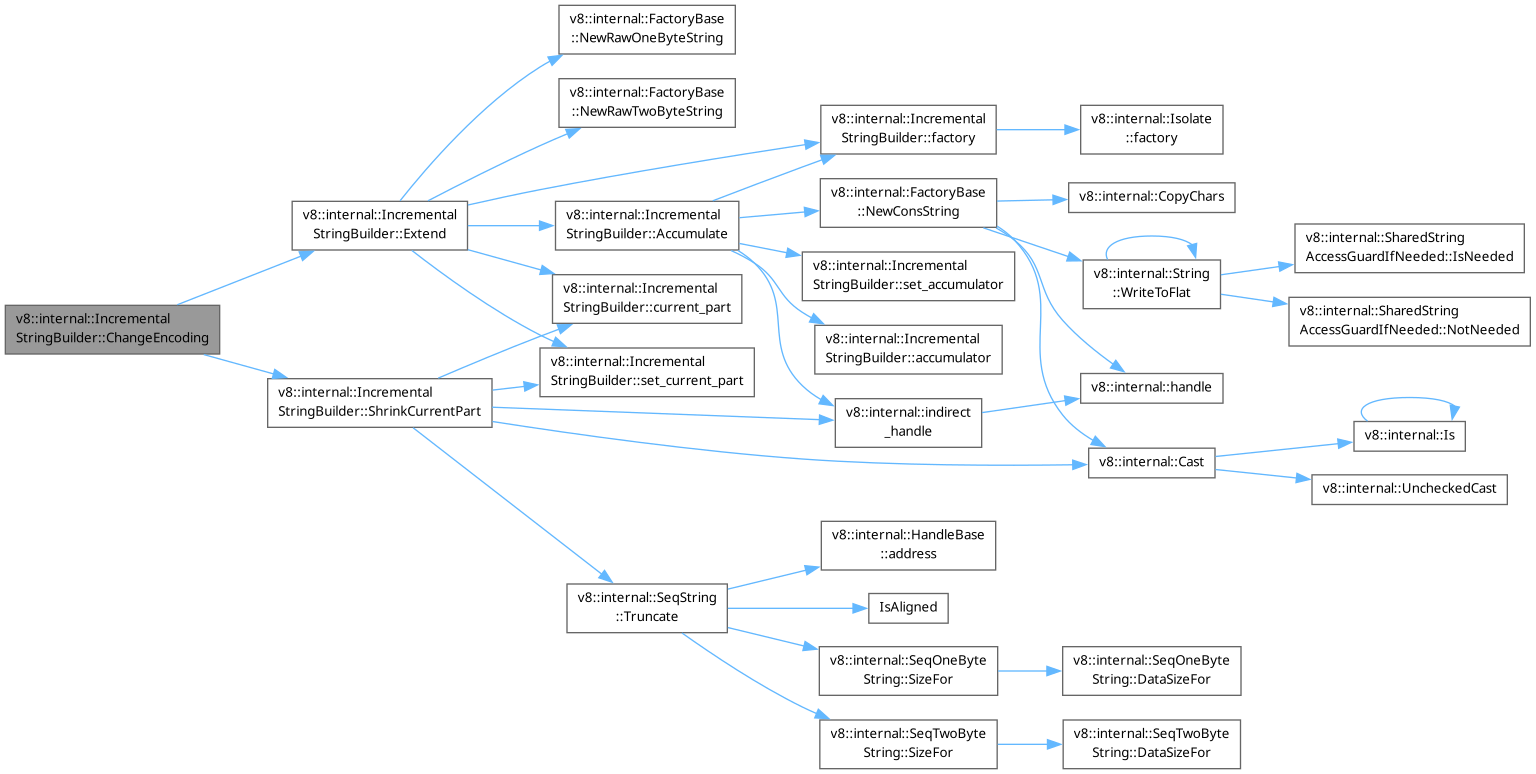 v8::internal::FactoryBase
::NewRawOneByteString
v8::internal::FactoryBase
::NewRawTwoByteString
v8::internal::Incremental
StringBuilder::factory
v8::internal::Isolate
::factory
v8::internal::FactoryBase
::NewConsString
v8::internal::CopyChars
v8::internal::Incremental
StringBuilder::Extend
v8::internal::Incremental
StringBuilder::Accumulate
v8::internal::SharedString
AccessGuardIfNeeded::IsNeeded
v8::internal::Incremental
StringBuilder::set_accumulator
v8::internal::String
::WriteToFlat
v8::internal::Incremental
StringBuilder::current_part
v8::internal::SharedString
AccessGuardIfNeeded::NotNeeded
v8::internal::Incremental
StringBuilder::ChangeEncoding
v8::internal::Incremental
StringBuilder::accumulator
v8::internal::Incremental
StringBuilder::set_current_part
v8::internal::handle
v8::internal::Incremental
StringBuilder::ShrinkCurrentPart
v8::internal::indirect
_handle
v8::internal::Is
v8::internal::Cast
v8::internal::UncheckedCast
v8::internal::HandleBase
::address
v8::internal::SeqString
::Truncate
IsAligned
v8::internal::SeqOneByte
String::SizeFor
v8::internal::SeqOneByte
String::DataSizeFor
v8::internal::SeqTwoByte
String::SizeFor
v8::internal::SeqTwoByte
String::DataSizeFor